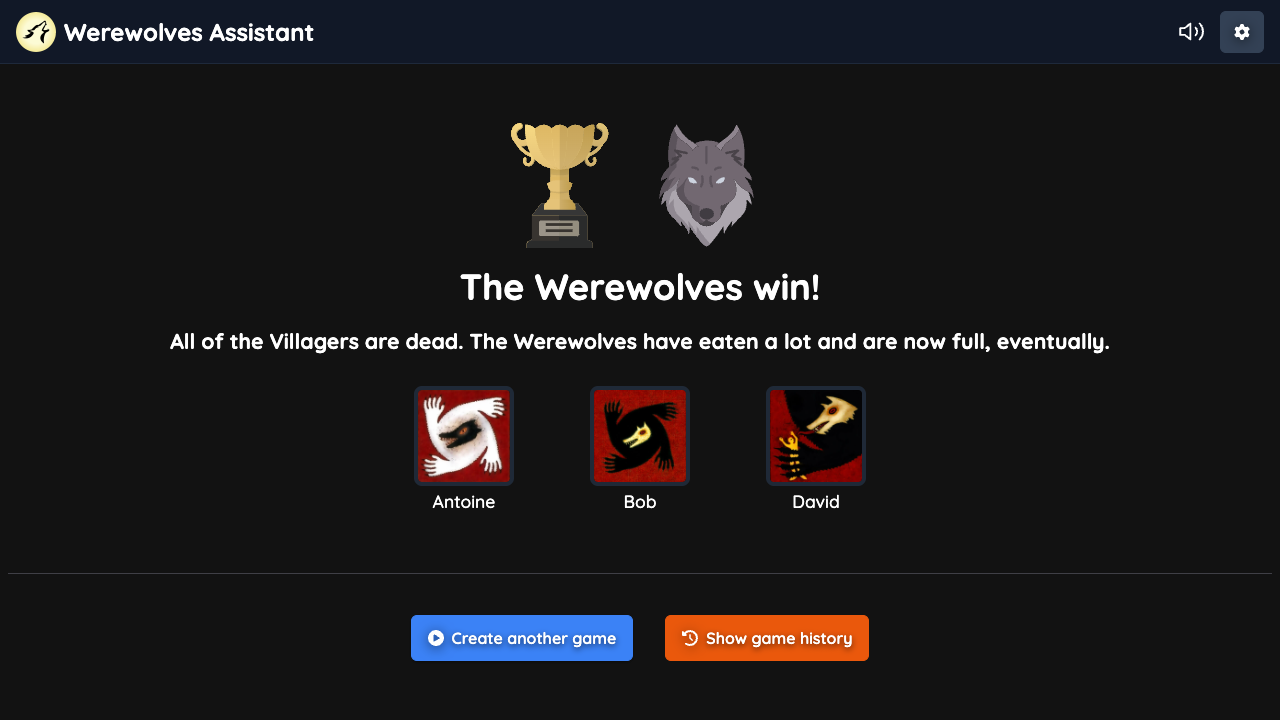 Werewolves Assistant
The Werewolves win!
All of the Villagers are dead. The Werewolves have eaten a lot and are now full, eventually.
Antoine
Bob
David
Create another game
Show game history